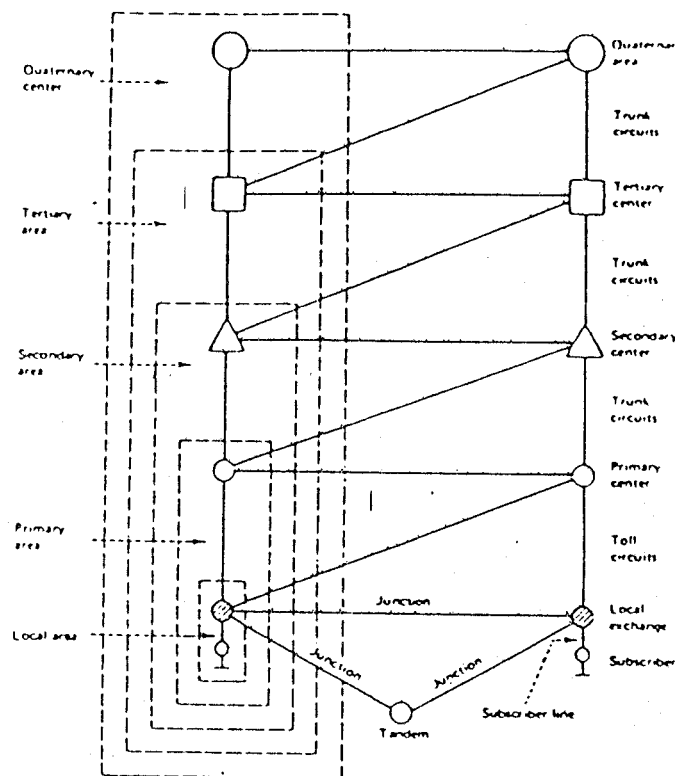 Quaternary
center
Tertiary
area
Secondary
area
Primary
area
Local area
Quaternary
area
Trunk
circuits
Tertiary
center
Trunk
circuits
Secondary
center
Trunk
circuits
Primary
center
Toll
circuits
Local
exchange
Subscriber
Junction
Junction
Junction
Tandem
Subscriber line